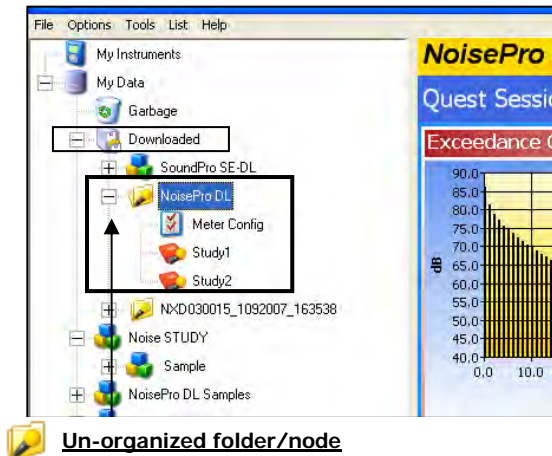 File Options Tools List Help
My Instruments
My Data
Garbage
Downloaded
SoundPro SE-DL
NoisePro DL
Meter Config
Study1
Study2
NXD030015_1092007_163538
Noise STUDY
Sample
NoisePro DL Samples
NoisePro
Quest Sessio
Exceedance C
90.0
85.0
80.0
75.0
70.0
65.0
60.0
55.0
50.0
45.0
40.0
dB
0.0 10.0
Un-organized folder/node